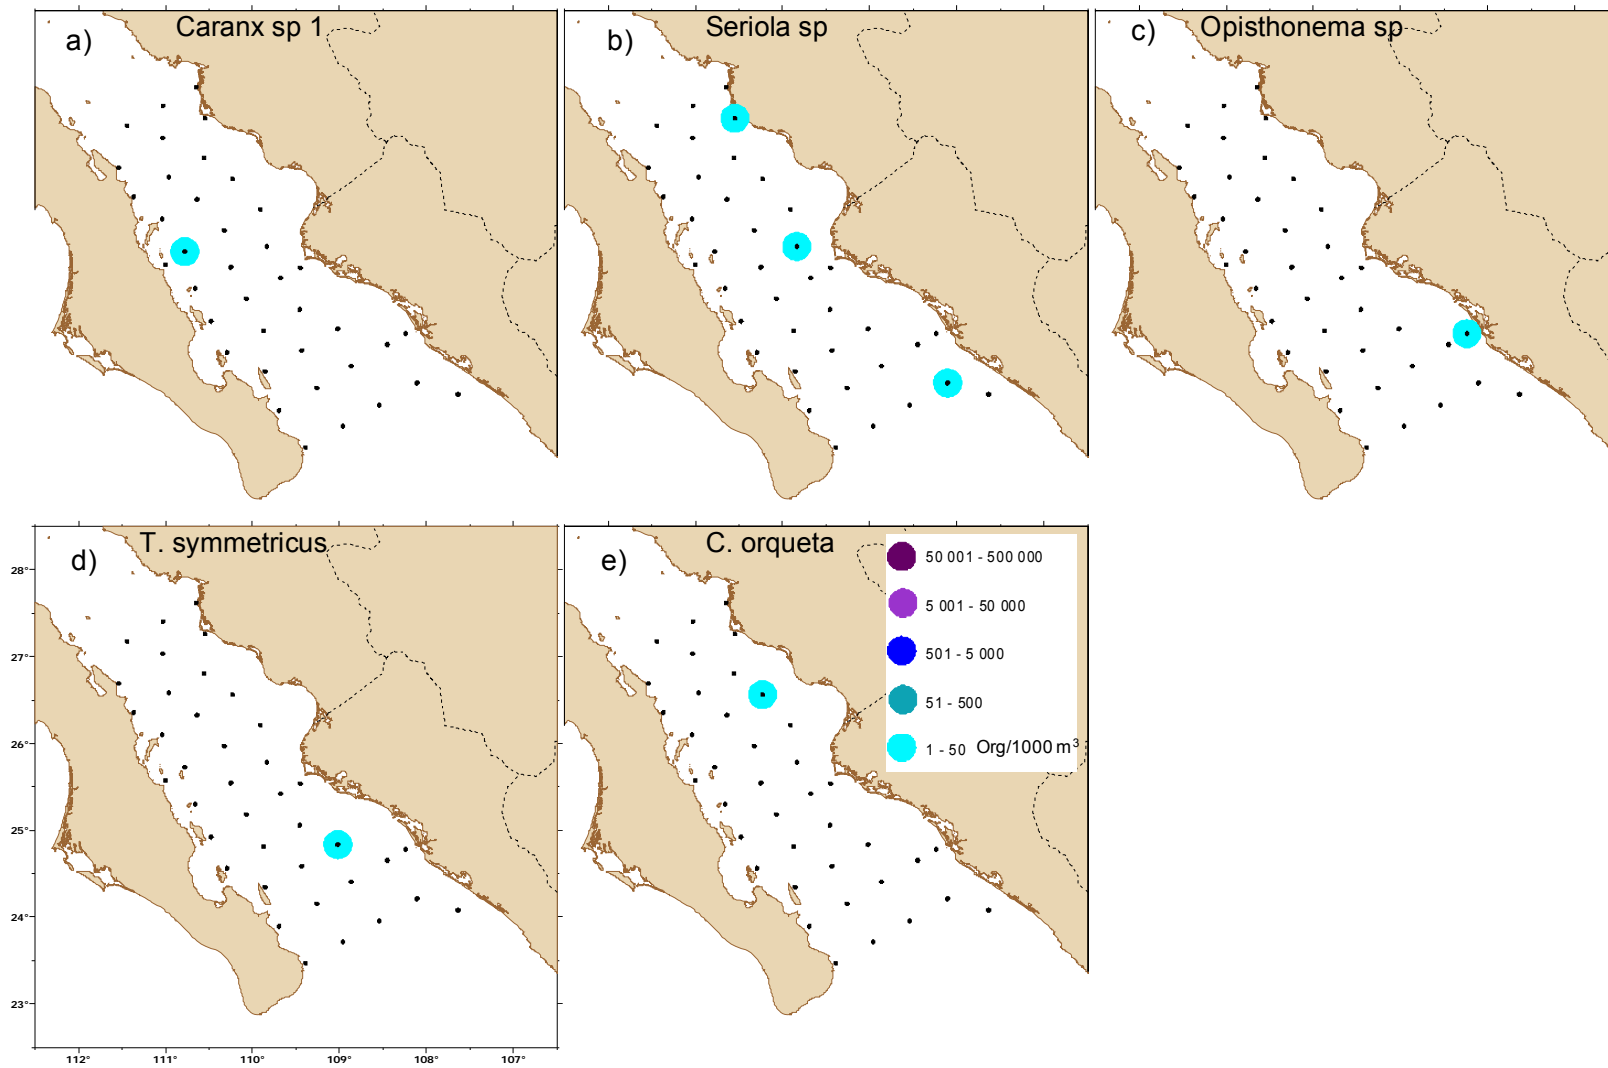 a) Caranx sp 1
b) Seriola sp
c) Opisthonema sp
d) T. symmetricus
e) C. orqueta
50 001 - 500 000
5 001 - 50 000
501 - 5 000
51 - 500
1 - 50 Org/1000 m³
28°
27°
26°
25°
24°
23°
112° 111° 110° 109° 108° 107°